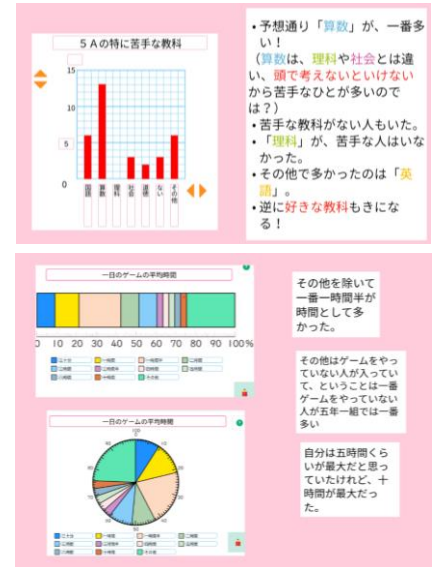 ５Ａの特に苦手な教科
15
10
5
0
国語
算数
理科
社会
道徳
ない
その他
・予想通り「算数」が、一番多
い！
（算数は、理科や社会とは違
い、頭で考えないといけない
から苦手なひとが多いので
は？）
・苦手な教科がない人もいた。
・「理科」が、苦手な人はいな
かった。
・その他で多かったのは「英
語」。
・逆に好きな教科もきにな
る！
一日のゲームの平均時間
0 10 20 30 40 50 60 70 80 90 100%
一時間
一時間半
二時間
その他
その他を除いて
一番一時間半が
時間として多
かった。
一日のゲームの平均時間
その他はゲームをやっ
ていない人が入ってい
て、ということは一番
ゲームをやっていない
人が五年一組では一番
多い
自分は五時間くら
いが最大だと思っ
ていたけれど、十
時間が最大だっ
た。